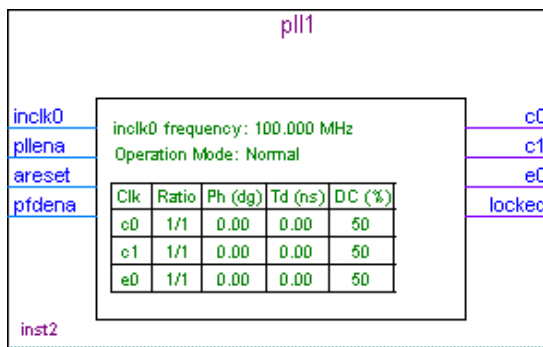 pll1
inclk0
pllena
areset
pfdena
inclk0 frequency: 100.000 MHz
Operation Mode: Normal
Clk Ratio Ph (dg) Td (ns) DC (%)
c0 1/1 0.00 0.00 50
c1 1/1 0.00 0.00 50
e0 1/1 0.00 0.00 50
c0
c1
e0
locked
inst2